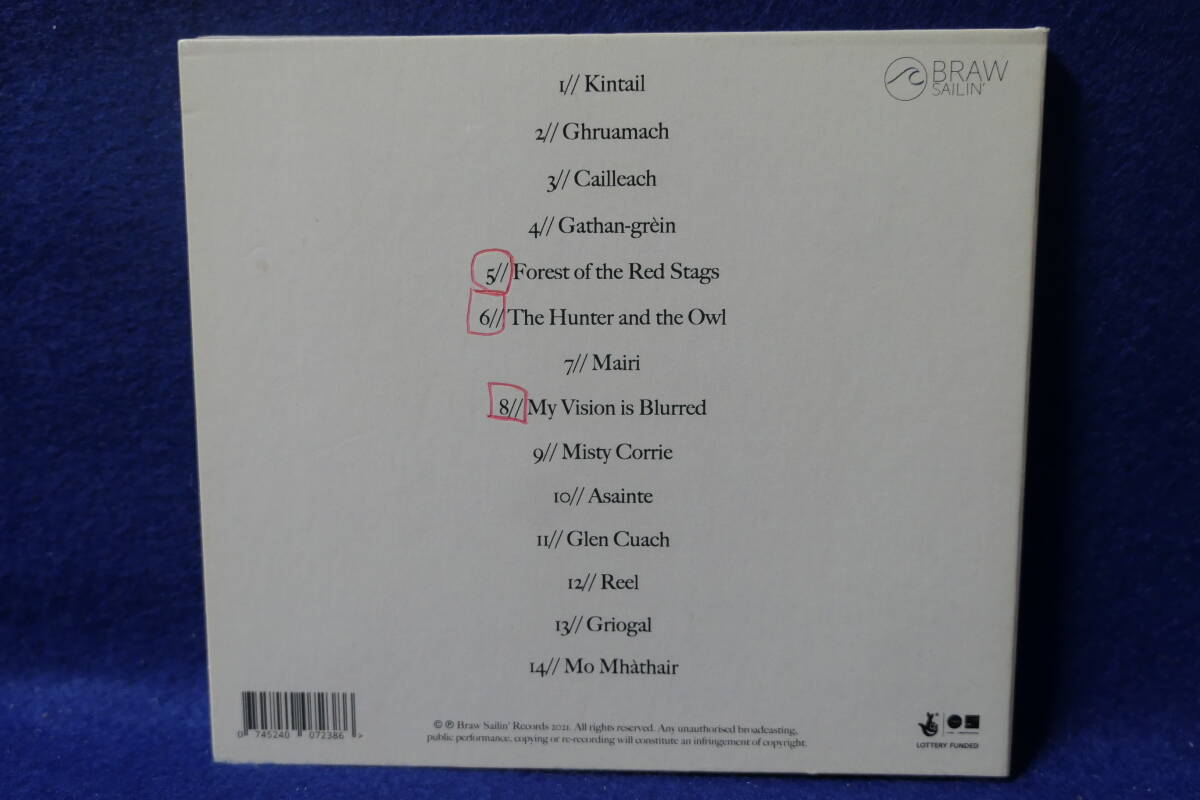 BRAW
SAILIN'
1// Kintail
2// Ghruamach
3// Cailleach
4// Gathan-grèin
5// Forest of the Red Stags
6// The Hunter and the Owl
7// Mairi
8// My Vision is Blurred
9// Misty Corrie
10// Asainte
11// Glen Cuach
12// Reel
13// Griogal
14// Mo Mhàthair
0 745240 072386 >
© ℗ Braw Sailin' Records 2021. All rights reserved. Any unauthorised broadcasting,
public performance, copying or re-recording will constitute an infringement of copyright.
LOTTERY FUNDED